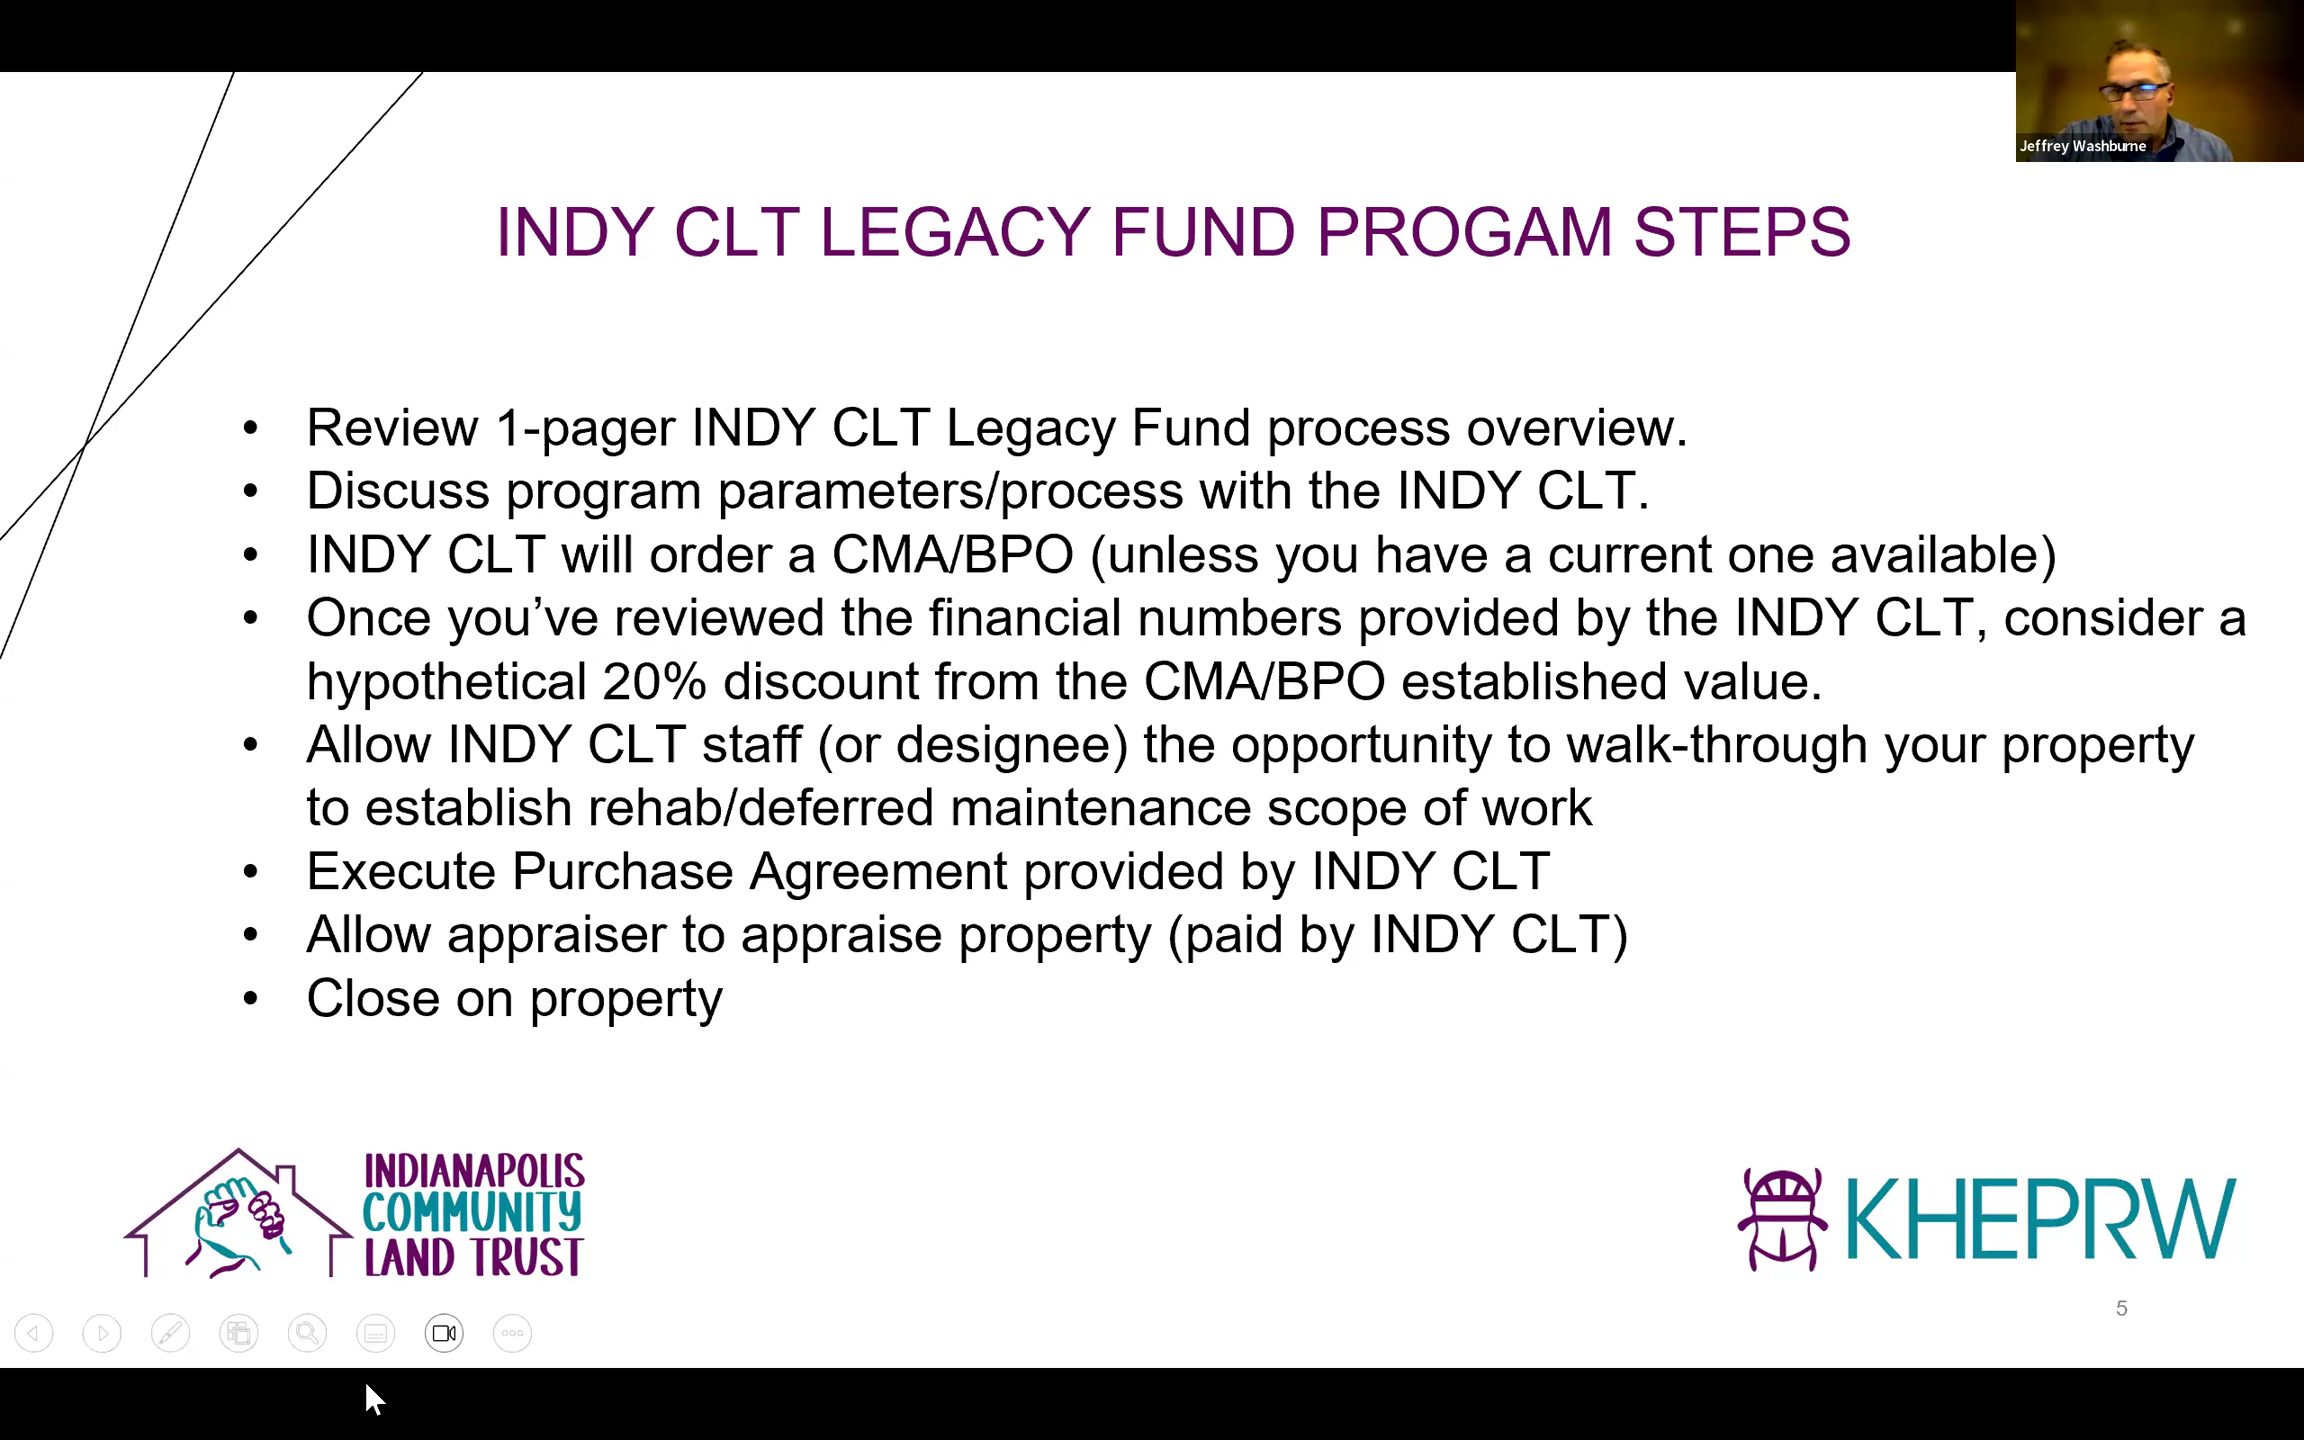 Jeffrey Washburne
INDY CLT LEGACY FUND PROGAM STEPS
• Review 1-pager INDY CLT Legacy Fund process overview.
• Discuss program parameters/process with the INDY CLT.
• INDY CLT will order a CMA/BPO (unless you have a current one available)
• Once you’ve reviewed the financial numbers provided by the INDY CLT, consider a
hypothetical 20% discount from the CMA/BPO established value.
• Allow INDY CLT staff (or designee) the opportunity to walk-through your property
to establish rehab/deferred maintenance scope of work
• Execute Purchase Agreement provided by INDY CLT
• Allow appraiser to appraise property (paid by INDY CLT)
• Close on property
INDIANAPOLIS
COMMUNITY
LAND TRUST
KHEPRW
5